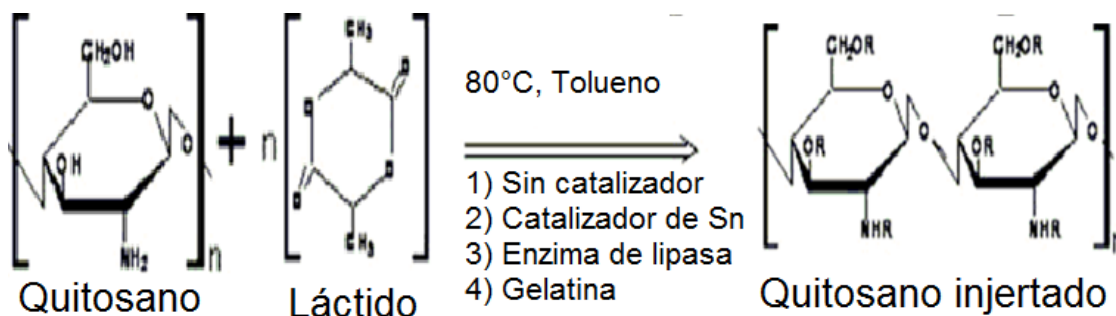 CH₂OH
O
O
OH
NH₂
n
+
n
CH₃
O
O
O
O
CH₃
80°C, Tolueno
1) Sin catalizador
2) Catalizador de Sn
3) Enzima de lipasa
4) Gelatina
CH₂OR
CH₂OR
O
O
O
OR
OR
NHR
NHR
n
Quitosano
Láctido
Quitosano injertado